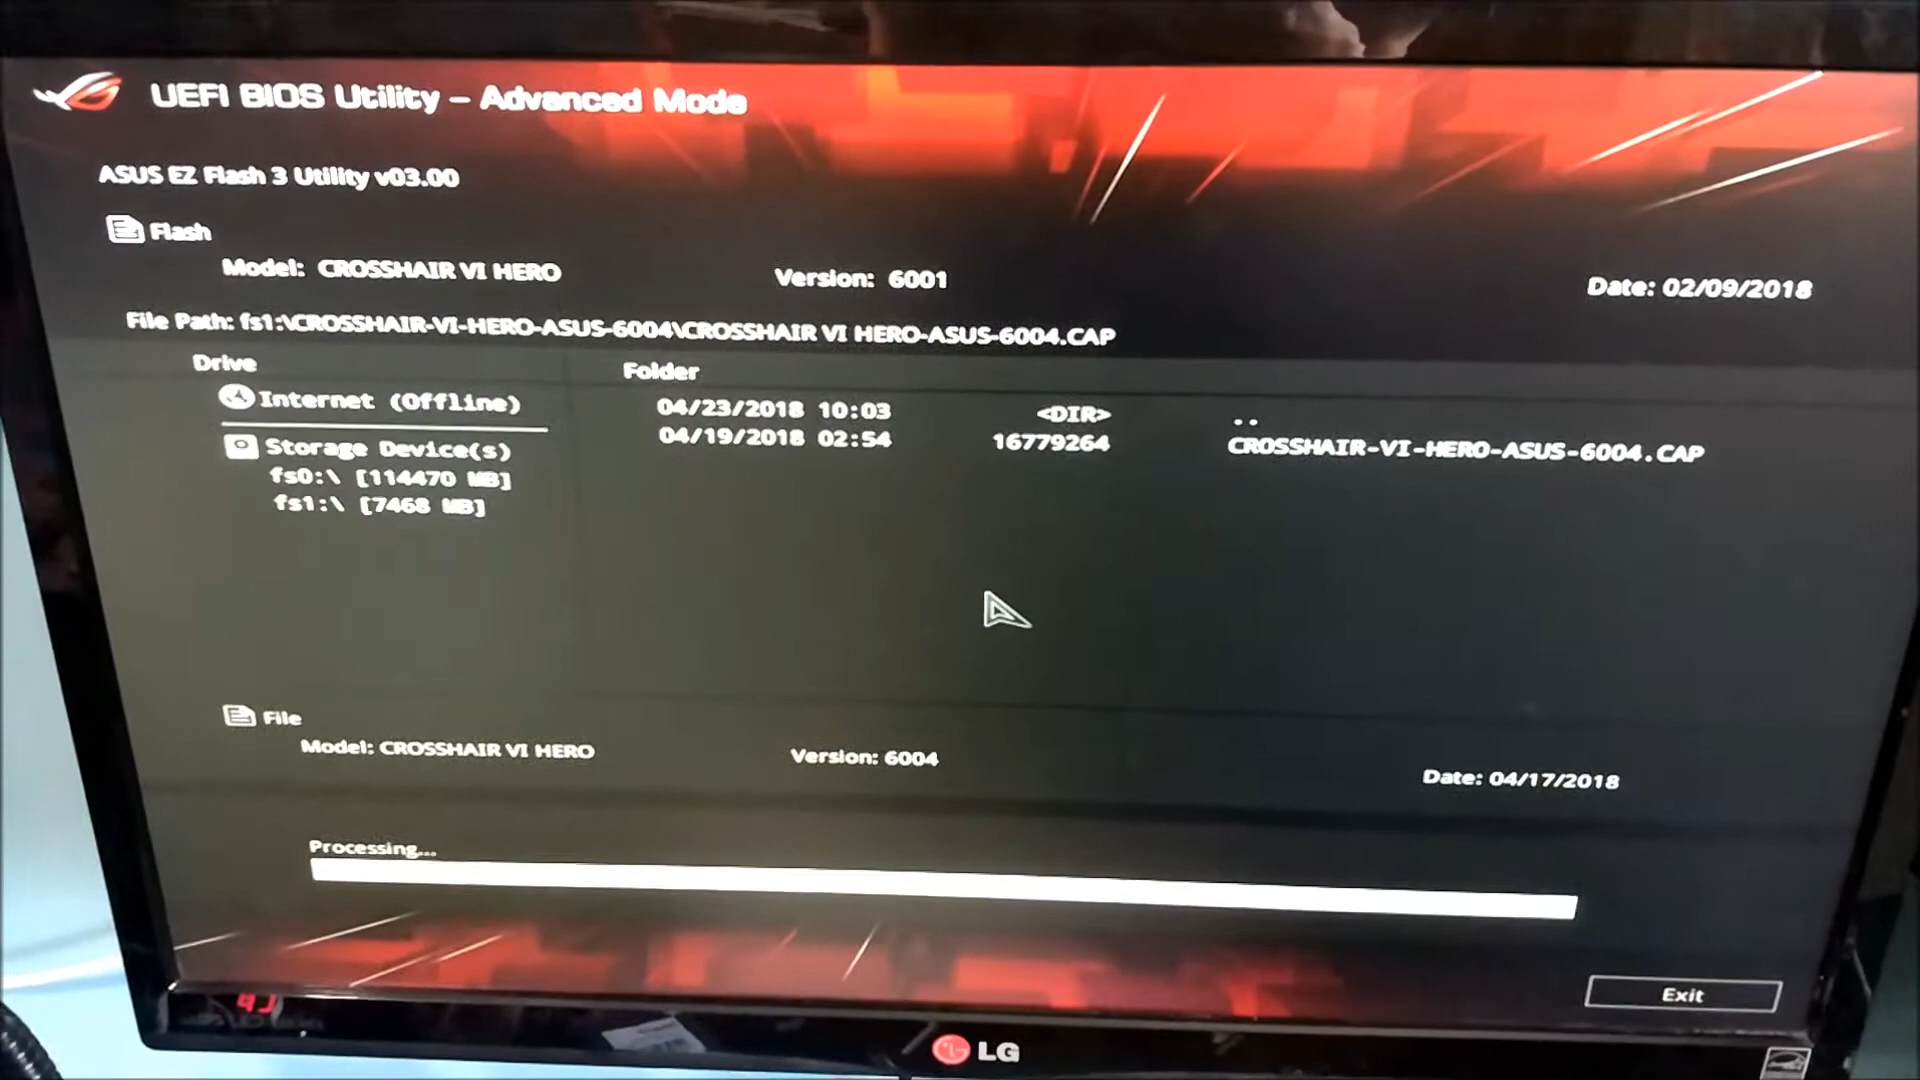 UEFI BIOS Utility – Advanced Mode
ASUS EZ Flash 3 Utility v03.00
Flash
Model: CROSSHAIR VI HERO Version: 6001 Date: 02/09/2018
File Path: fs1:\CROSSHAIR-VI-HERO-ASUS-6004\CROSSHAIR VI HERO-ASUS-6004.CAP
Drive Folder
Internet (Offline) 04/23/2018 10:03 <DIR> ..
Storage Device(s) 04/19/2018 02:54 16779264 CROSSHAIR-VI-HERO-ASUS-6004.CAP
fs0:\ [114470 MB]
fs1:\ [7468 MB]
File
Model: CROSSHAIR VI HERO Version: 6004 Date: 04/17/2018
Processing...
Exit
LG